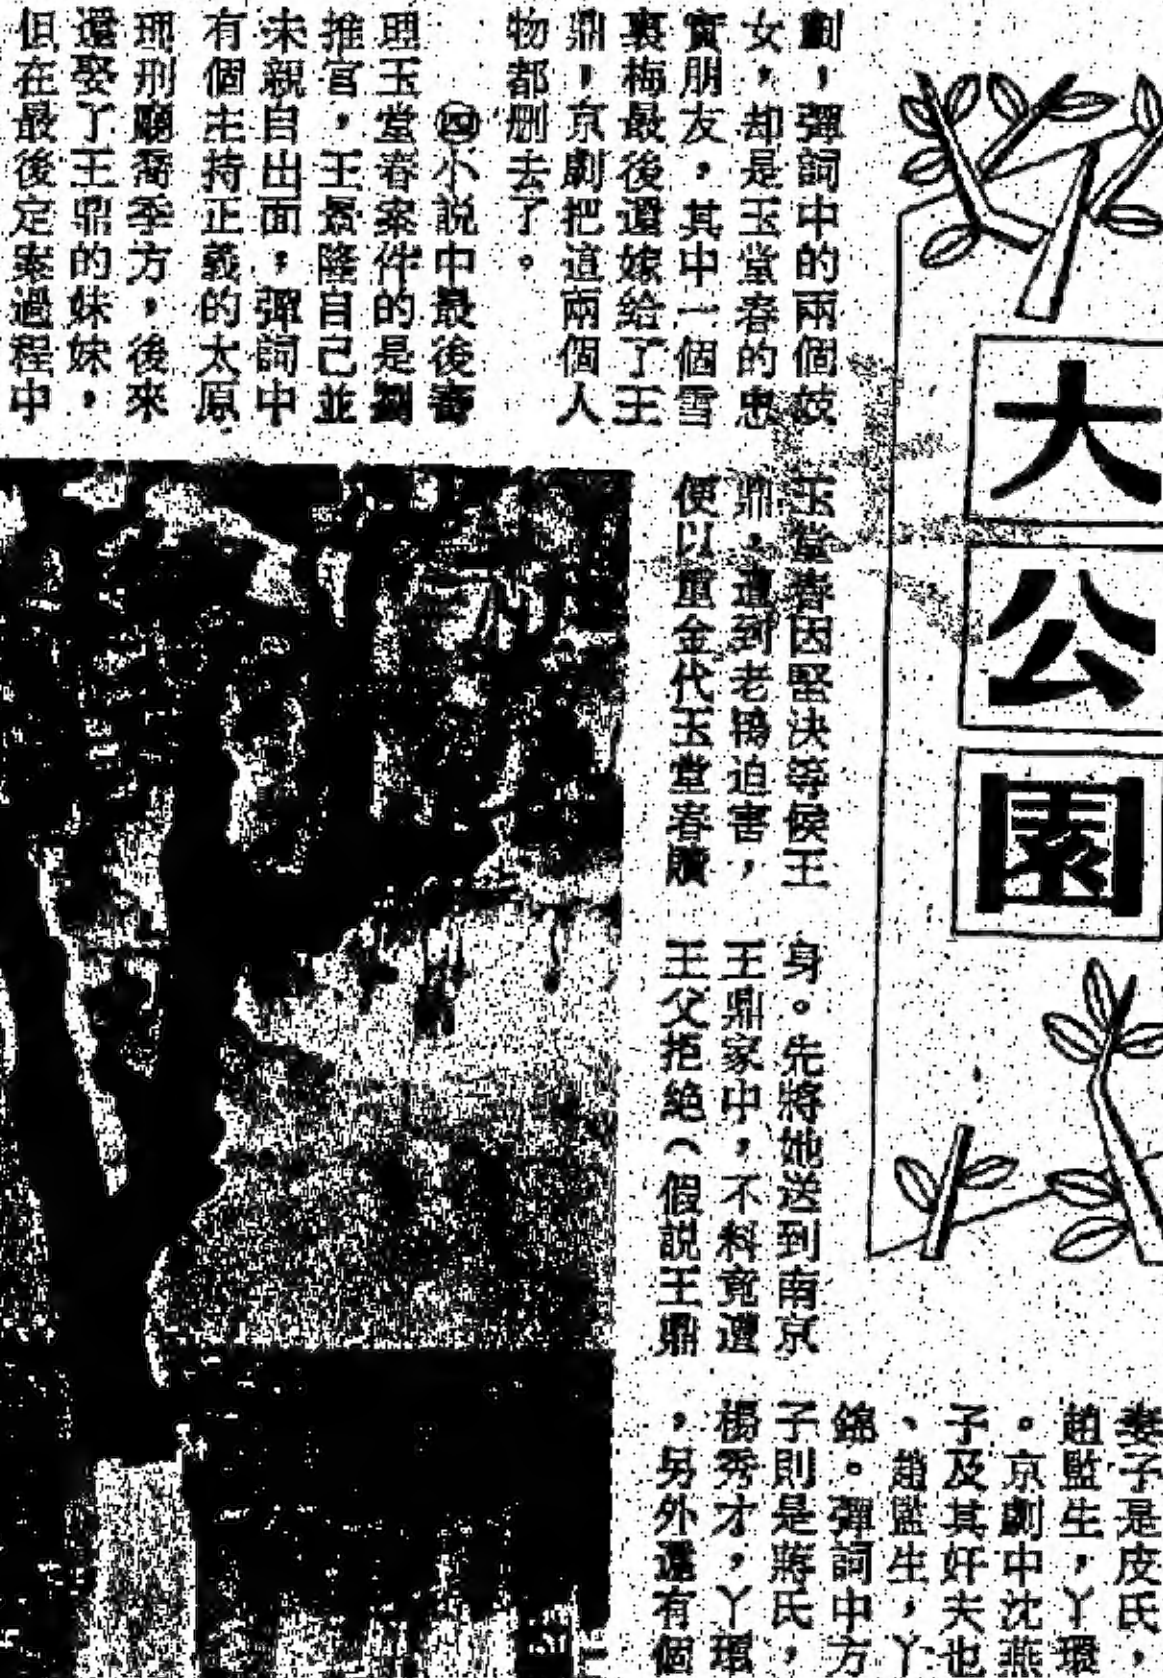 大公園
劇，彈詞中的兩個妓
女，却是玉堂春的忠
實朋友，其中一個雪
裏梅最後還嫁給了王
鼎，京劇把這兩個人
物都刪去了。
㊃小説中最後審
理玉堂春案件的是劉
推官，王景隆自己並
未親自出面，彈詞中
有個主持正義的太原
理刑廳喬季方，後來
還娶了王鼎的妹妹，
但在最後定案過程中
玉堂春因堅決等侯王
鼎，遭到老鴇迫害，
便以重金代玉堂春贖
身。先將她送到南京
王鼎家中，不料竟遭
王父拒絶（假説王鼎
妻子是皮氏，
趙監生，丫環
。京劇中沈燕
子及其奸夫也
、趙監生，丫
錦。彈詞中方
子則是蔣氏，
楊秀才，丫環
，另外還有個